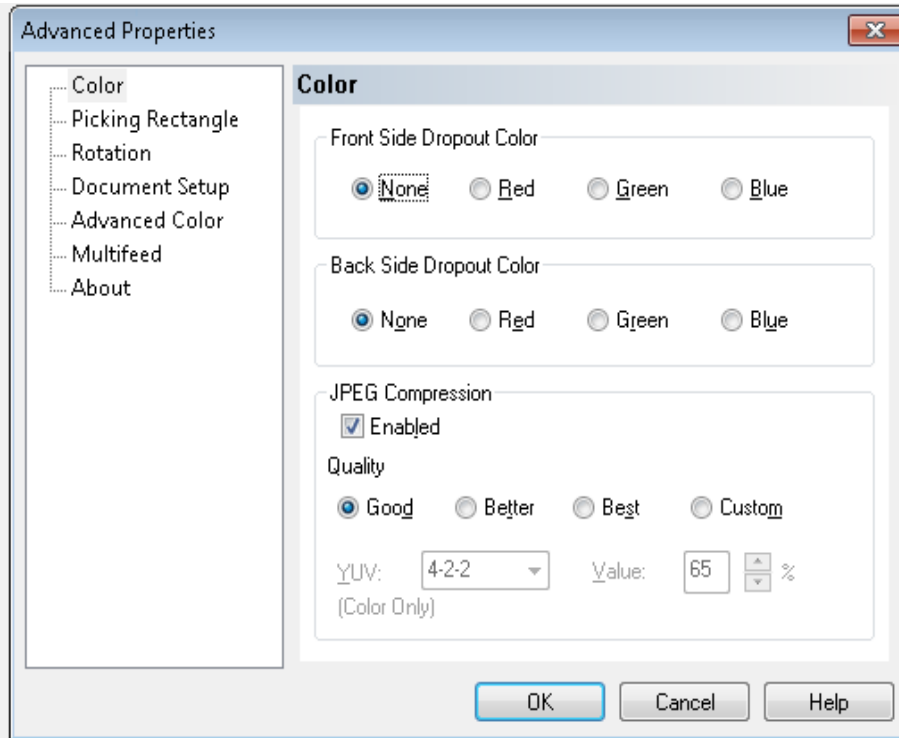 Advanced Properties
Color
Picking Rectangle
Rotation
Document Setup
Advanced Color
Multifeed
About
Color
Front Side Dropout Color
None Red Green Blue
Back Side Dropout Color
None Red Green Blue
JPEG Compression
Enabled
Quality
Good Better Best Custom
YUV: 4-2-2 Value: 65 %
(Color Only)
OK Cancel Help